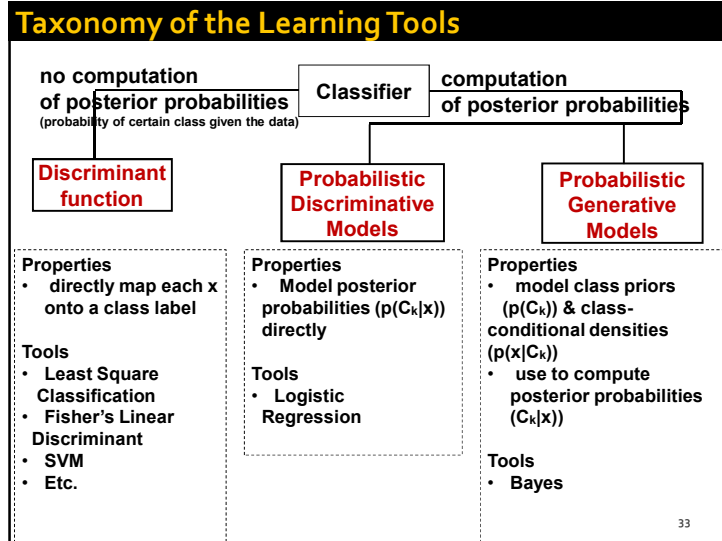 Taxonomy of the Learning Tools
no computation
of posterior probabilities
(probability of certain class given the data)
Classifier
computation
of posterior probabilities
Discriminant
function
Probabilistic
Discriminative
Models
Probabilistic
Generative
Models
Properties
• directly map each x
onto a class label
Tools
• Least Square
Classification
• Fisher's Linear
Discriminant
• SVM
• Etc.
Properties
• Model posterior
probabilities (p(Cₖ|x))
directly
Tools
• Logistic
Regression
Properties
• model class priors
(p(Cₖ)) & class-
conditional densities
(p(x|Cₖ))
• use to compute
posterior probabilities
(Cₖ|x))
Tools
• Bayes
33